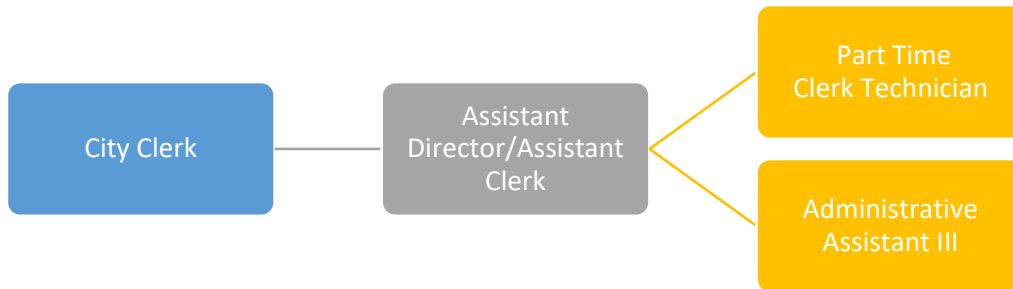 City Clerk
Assistant
Director/Assistant
Clerk
Part Time
Clerk Technician
Administrative
Assistant III